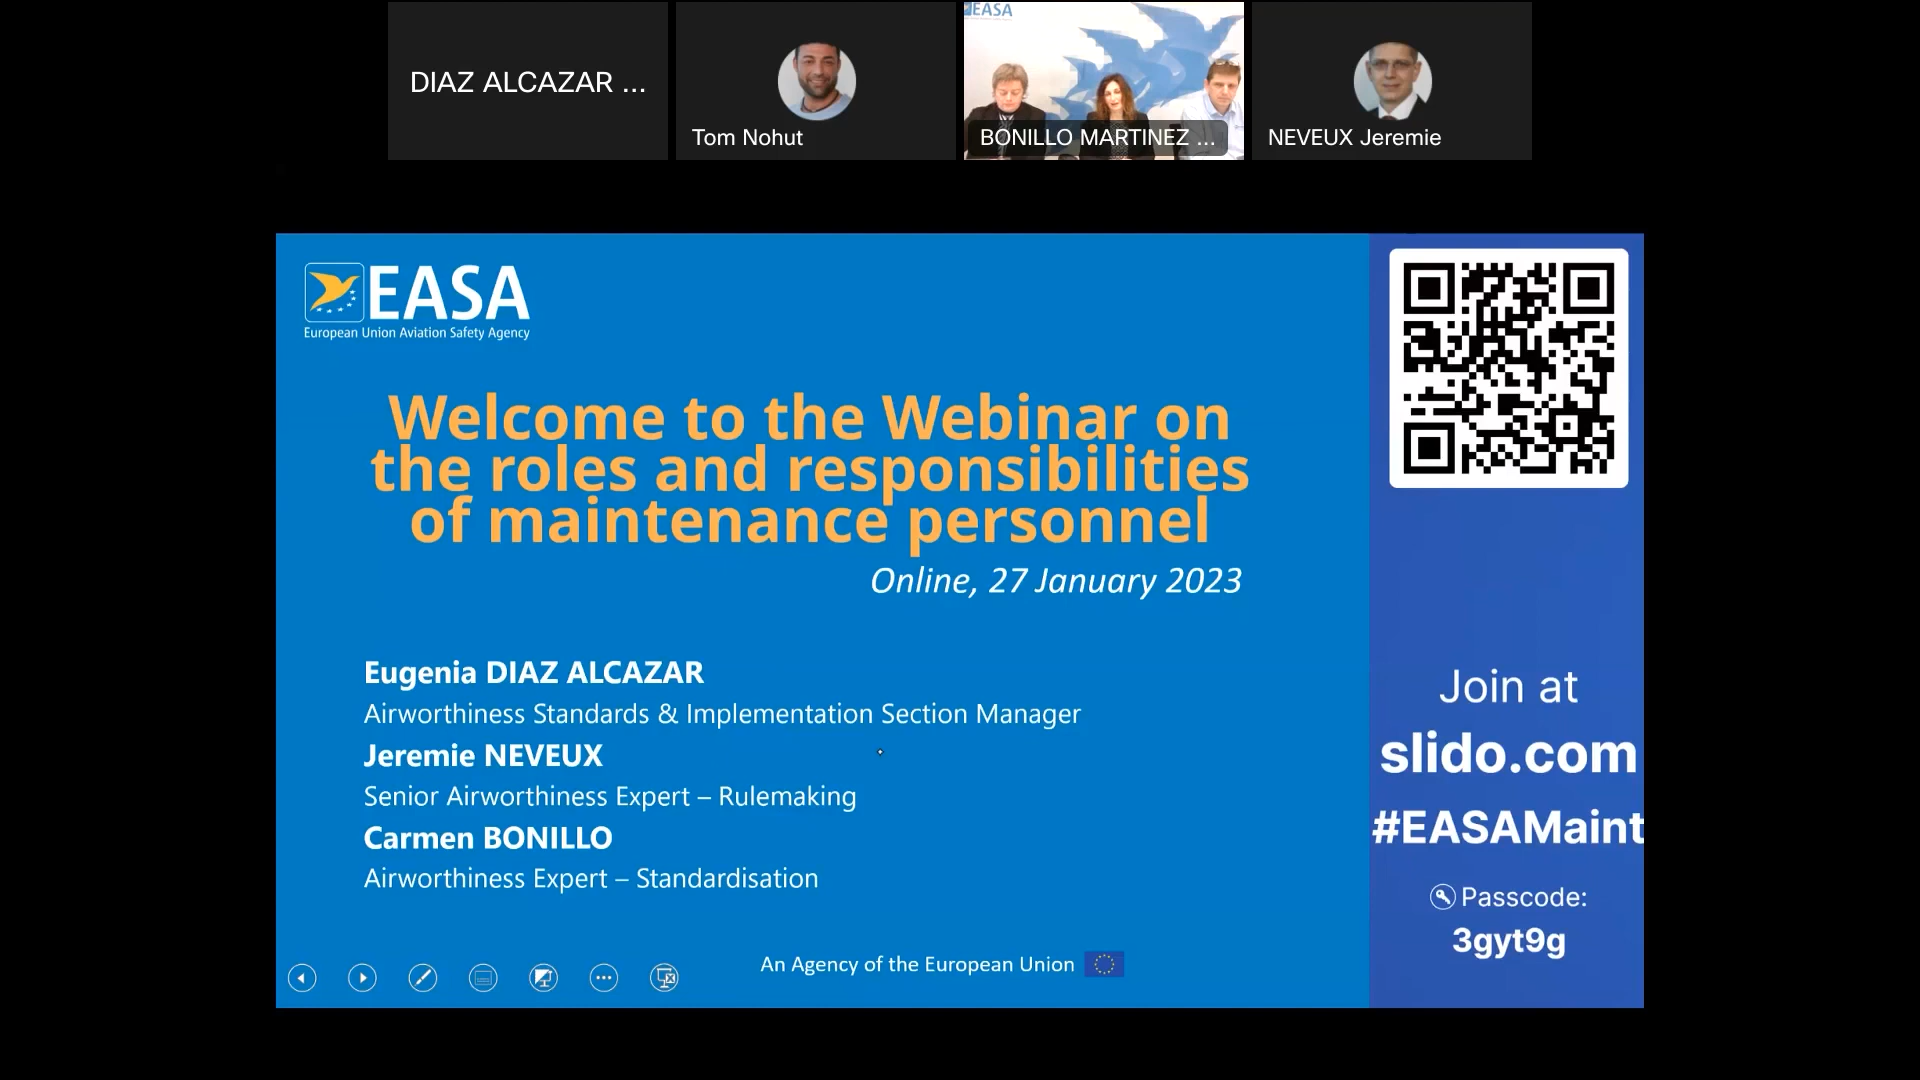 DIAZ ALCAZAR ...
Tom Nohut
EASA
BONILLO MARTINEZ ...
NEVEUX Jeremie
EASA
European Union Aviation Safety Agency
Welcome to the Webinar on
the roles and responsibilities
of maintenance personnel
Online, 27 January 2023
Eugenia DIAZ ALCAZAR
Airworthiness Standards & Implementation Section Manager
Jeremie NEVEUX
Senior Airworthiness Expert – Rulemaking
Carmen BONILLO
Airworthiness Expert – Standardisation
An Agency of the European Union
Join at
slido.com
#EASAMaint
Passcode:
3gyt9g